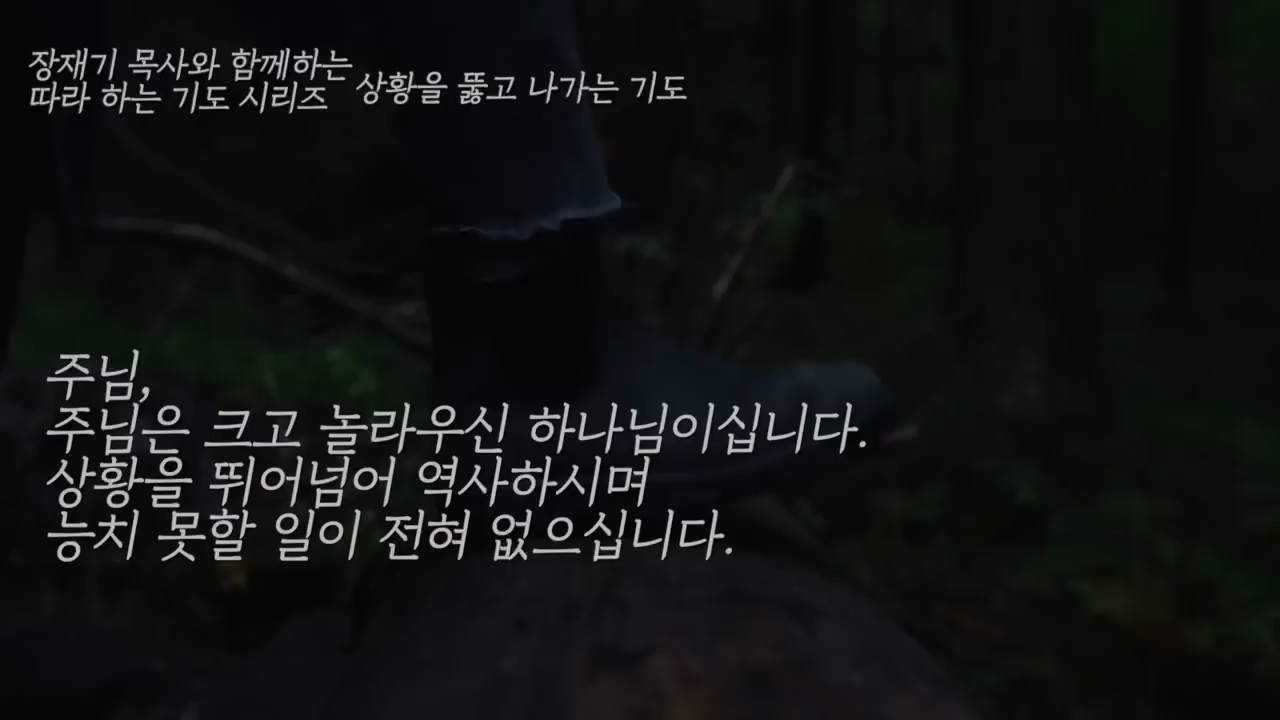 장재기 목사와 함께하는
따라 하는 기도 시리즈
상황을 뚫고 나가는 기도
주님,
주님은 크고 놀라우신 하나님이십니다.
상황을 뛰어넘어 역사하시며
능치 못할 일이 전혀 없으십니다.